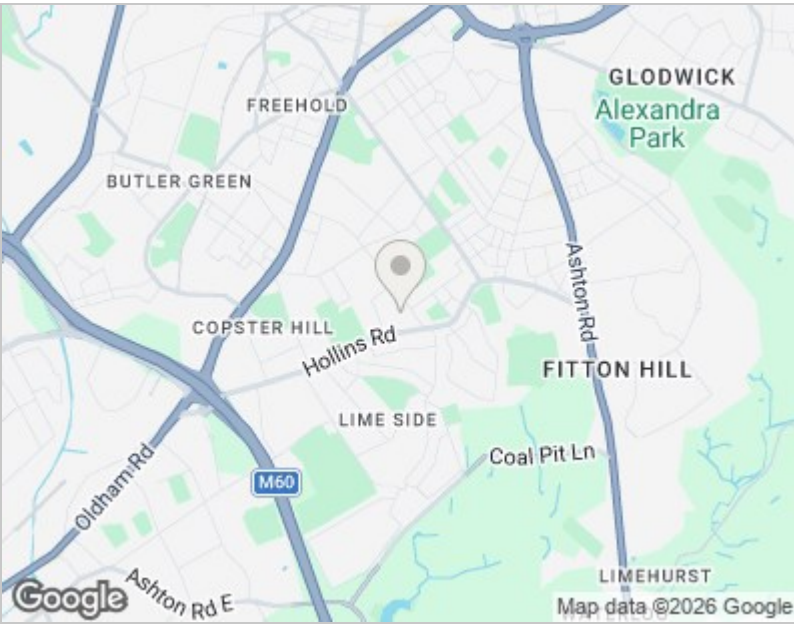 GLODWICK
Alexandra
Park
FREEHOLD
BUTLER GREEN
Ashton Rd
COPSTER HILL
Hollins Rd
FITTON HILL
LIME SIDE
Coal Pit Ln
Oldham Rd
M60
LIMEHURST
Ashton Rd E
Google
Map data ©2026 Google